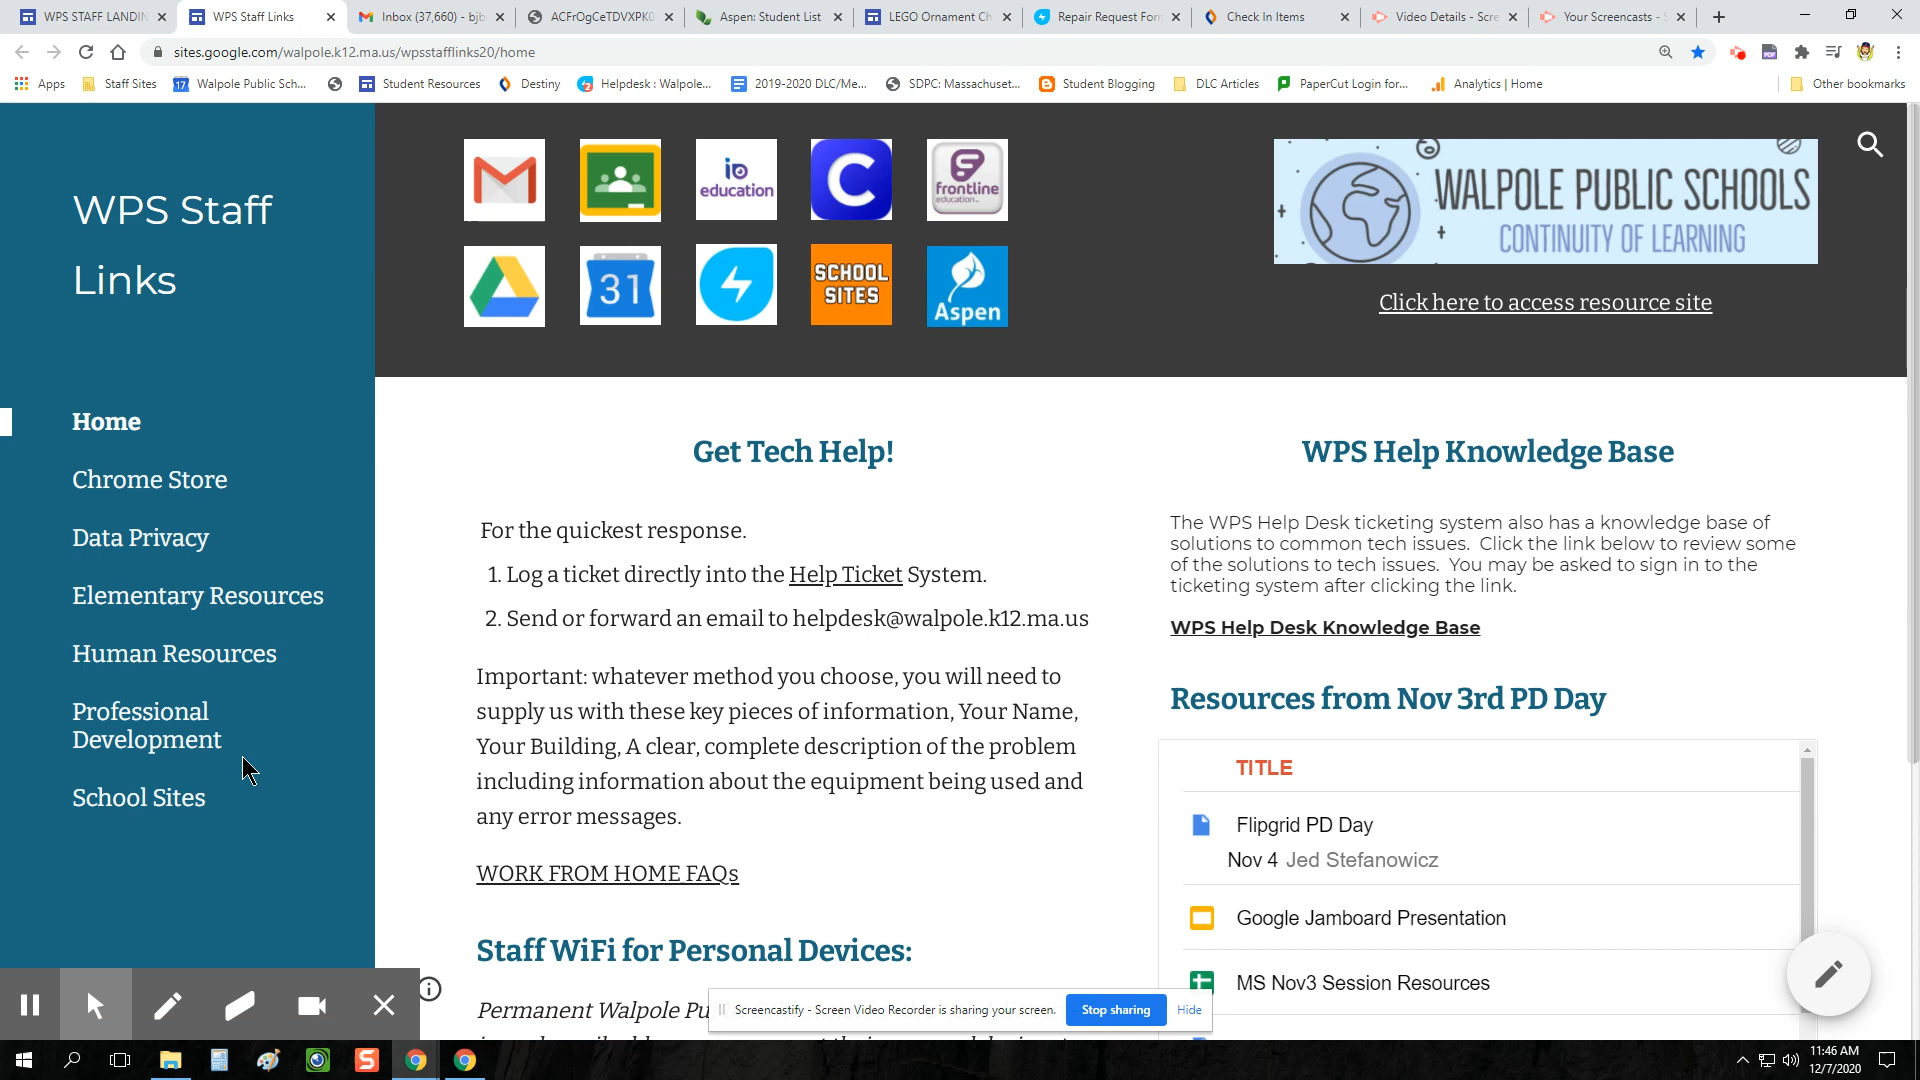 WPS STAFF LANDIN
WPS Staff Links
Inbox (37,660) - bjb
ACFrOgCeTDVXPK0
Aspen: Student List
LEGO Ornament Ch
Repair Request Form
Check In Items
Video Details - Scre
Your Screencasts - S
sites.google.com/walpole.k12.ma.us/wpsstafflinks20/home
Apps
Staff Sites
17
Walpole Public Sch...
Student Resources
Destiny
Helpdesk : Walpole...
2019-2020 DLC/Me...
SDPC: Massachuset...
Student Blogging
DLC Articles
PaperCut Login for...
Analytics | Home
Other bookmarks
WPS Staff
Links
Home
Chrome Store
Data Privacy
Elementary Resources
Human Resources
Professional
Development
School Sites
io
education
C
frontline
education
31
SCHOOL
SITES
Aspen
WALPOLE PUBLIC SCHOOLS
CONTINUITY OF LEARNING
Click here to access resource site
Get Tech Help!
For the quickest response.
1. Log a ticket directly into the Help Ticket System.
2. Send or forward an email to helpdesk@walpole.k12.ma.us
Important: whatever method you choose, you will need to
supply us with these key pieces of information, Your Name,
Your Building, A clear, complete description of the problem
including information about the equipment being used and
any error messages.
WORK FROM HOME FAQs
Staff WiFi for Personal Devices:
Permanent Walpole Pu
WPS Help Knowledge Base
The WPS Help Desk ticketing system also has a knowledge base of
solutions to common tech issues. Click the link below to review some
of the solutions to tech issues. You may be asked to sign in to the
ticketing system after clicking the link.
WPS Help Desk Knowledge Base
Resources from Nov 3rd PD Day
TITLE
Flipgrid PD Day
Nov 4 Jed Stefanowicz
Google Jamboard Presentation
MS Nov3 Session Resources
Screencastify - Screen Video Recorder is sharing your screen.
Stop sharing
Hide
11:46 AM
12/7/2020